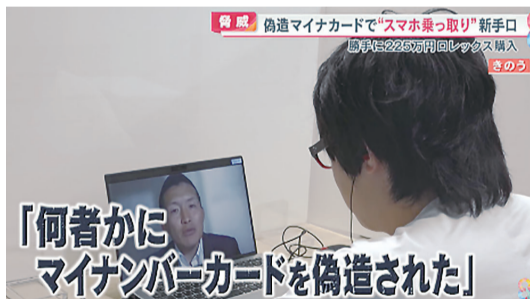 脅威 偽造マイナカードで“スマホ乗っ取り”新手口
勝手に225万円ロレックス購入
きのう
「何者かに
マイナンバーカードを偽造された」